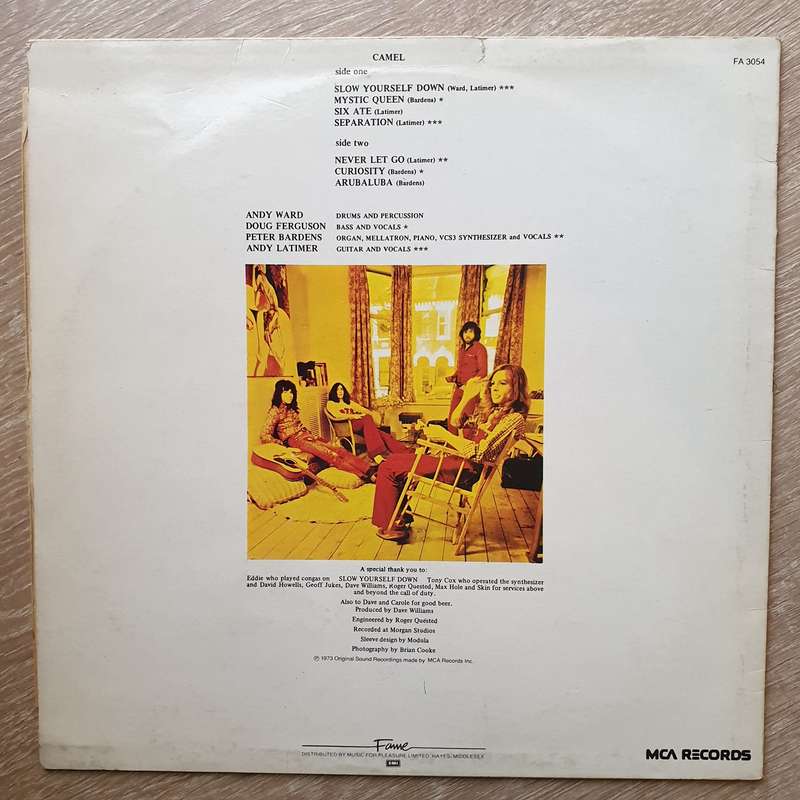 CAMEL
FA 3054
side one
SLOW YOURSELF DOWN (Ward, Latimer) ★★★
MYSTIC QUEEN (Bardens) ★
SIX ATE (Latimer)
SEPARATION (Latimer) ★★★
side two
NEVER LET GO (Latimer) ★★
CURIOSITY (Bardens) ★
ARUBALUBA (Bardens)
ANDY WARD DRUMS AND PERCUSSION
DOUG FERGUSON BASS AND VOCALS ★
PETER BARDENS ORGAN, MELLATRON, PIANO, VCS3 SYNTHESIZER and VOCALS ★★
ANDY LATIMER GUITAR AND VOCALS ★★★
A special thank you to:
Eddie who played congas on SLOW YOURSELF DOWN Tony Cox who operated the synthesizer
and David Howells, Geoff Jukes, Dave Williams, Roger Quested, Max Hole and Skin for services above
and beyond the call of duty.
Also to Dave and Carole for good beer.
Produced by Dave Williams
Engineered by Roger Quested
Recorded at Morgan Studios
Sleeve design by Modula
Photography by Brian Cooke
℗ 1973 Original Sound Recordings made by MCA Records Inc.
Fame
DISTRIBUTED BY MUSIC FOR PLEASURE LIMITED, HAYES, MIDDLESEX
EMI
MCA RECORDS